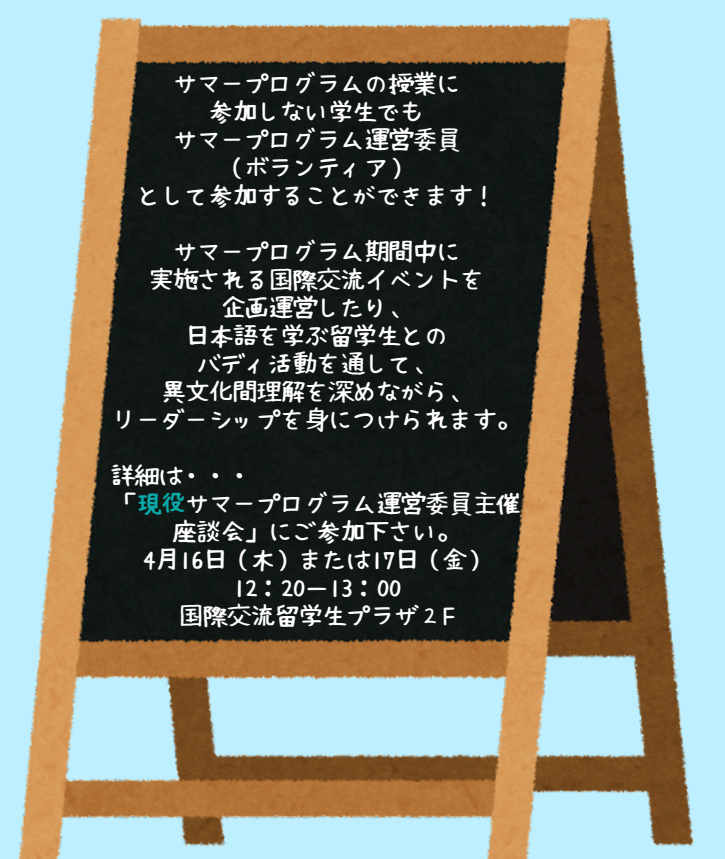 サマープログラムの授業に
参加しない学生でも
サマープログラム運営委員
（ボランティア）
として参加することができます！
サマープログラム期間中に
実施される国際交流イベントを
企画運営したり、
日本語を学ぶ留学生との
バディ活動を通して、
異文化間理解を深めながら、
リーダーシップを身につけられます。
詳細は・・・
「現役サマープログラム運営委員主催
座談会」にご参加下さい。
4月16日（木）または17日（金）
12：20―13：00
国際交流留学生プラザ２Ｆ